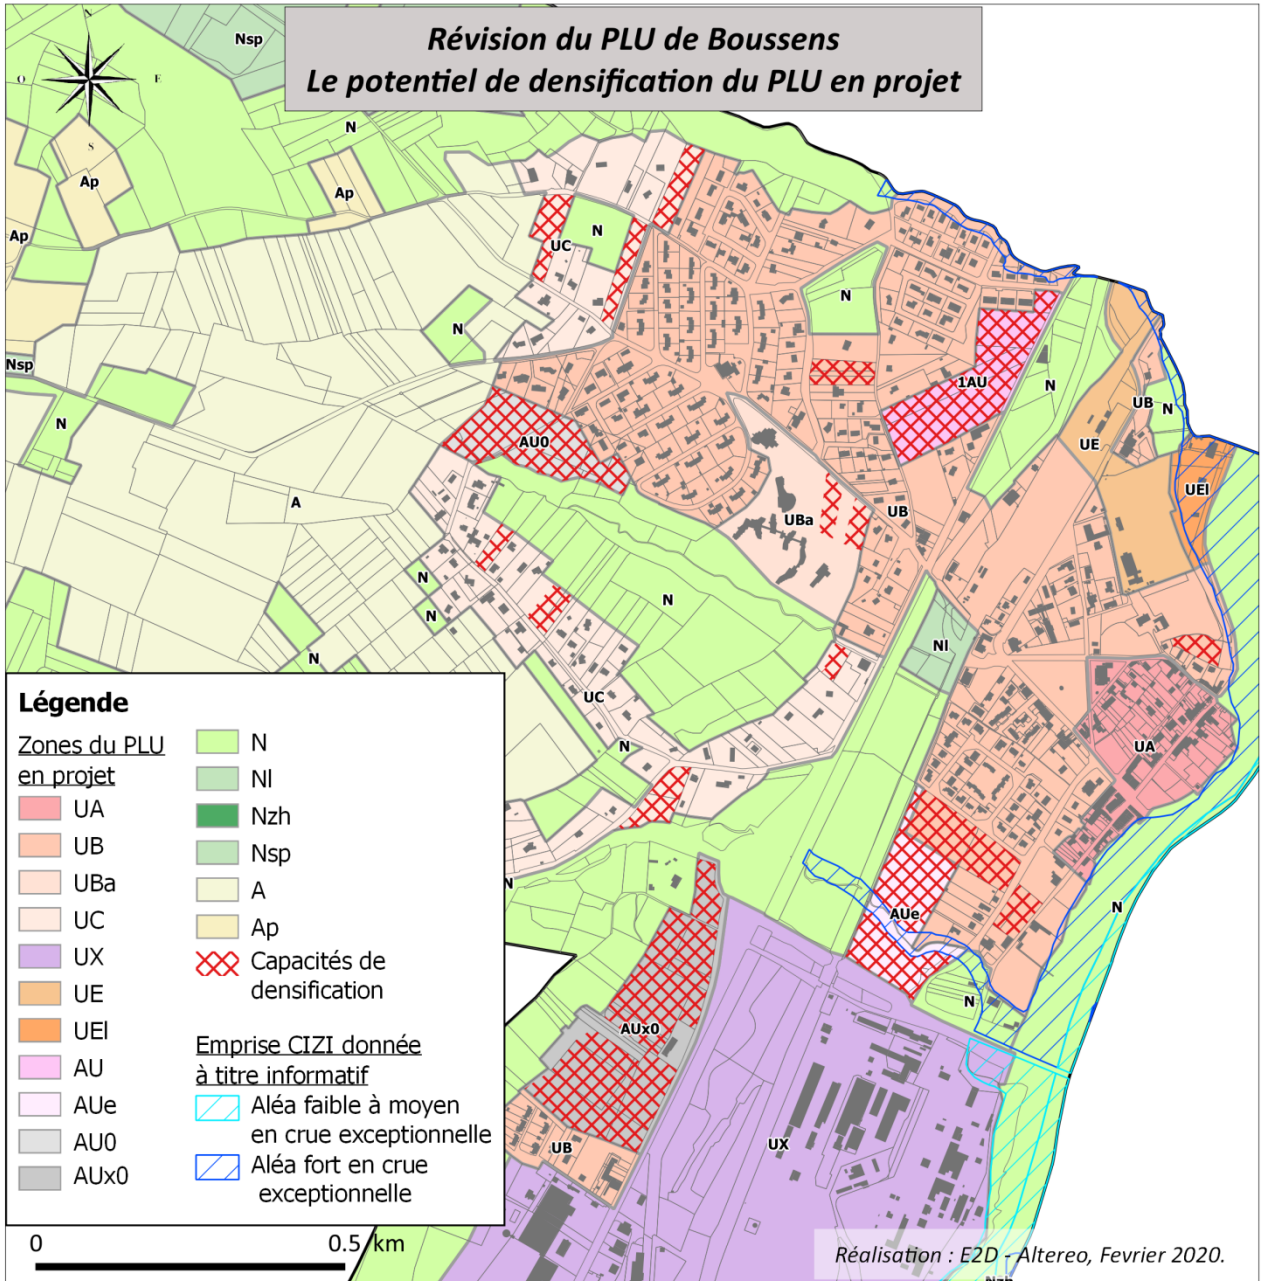 Révision du PLU de Boussens
Le potentiel de densification du PLU en projet
N
O
E
S
Nsp
N
Ap
Ap
Ap
UC
N
N
N
Nsp
N
1AU
N
UB
N
UE
AU0
A
UBa
UB
UEl
N
N
N
N
Nl
UC
N
UA
N
AUe
N
N
AUx0
UX
UB
Nzh
Légende
Zones du PLU
en projet
UA
UB
UBa
UC
UX
UE
UEl
AU
AUe
AU0
AUx0
N
Nl
Nzh
Nsp
A
Ap
Capacités de
densification
Emprise CIZI donnée
à titre informatif
Aléa faible à moyen
en crue exceptionnelle
Aléa fort en crue
exceptionnelle
0 0.5 km
Réalisation : E2D - Altereo, Fevrier 2020.